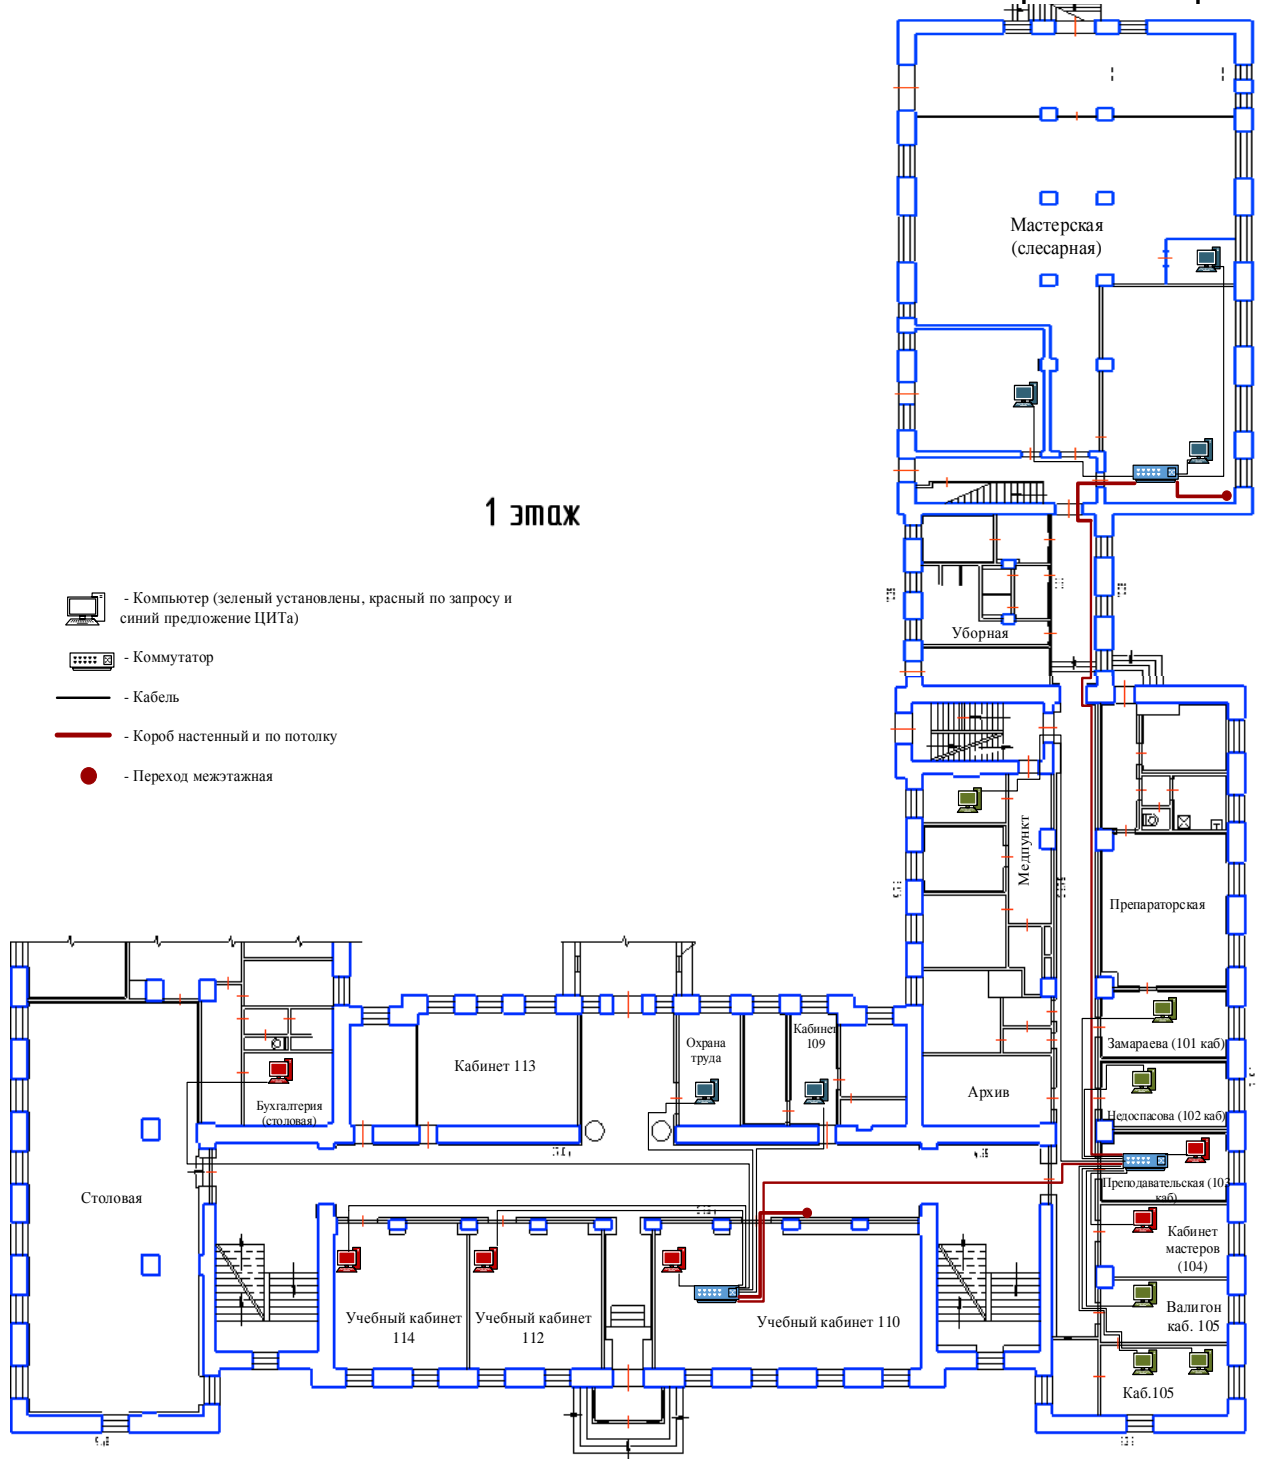 Мастерская
(слесарная)
1 этаж
- Компьютер (зеленый установлены, красный по запросу и
синий предложение ЦИТа)
- Коммутатор
- Кабель
- Короб настенный и по потолку
- Переход межэтажная
Уборная
Медпункт
Препараторская
Замараева (101 каб)
Недоспасова (102 каб)
Преподавательская (103
каб)
Кабинет
мастеров
(104)
Валигон
каб. 105
Каб.105
Архив
Кабинет
109
Охрана
труда
Кабинет 113
Бухгалтерия
(столовая)
Столовая
Учебный кабинет
114
Учебный кабинет
112
Учебный кабинет 110